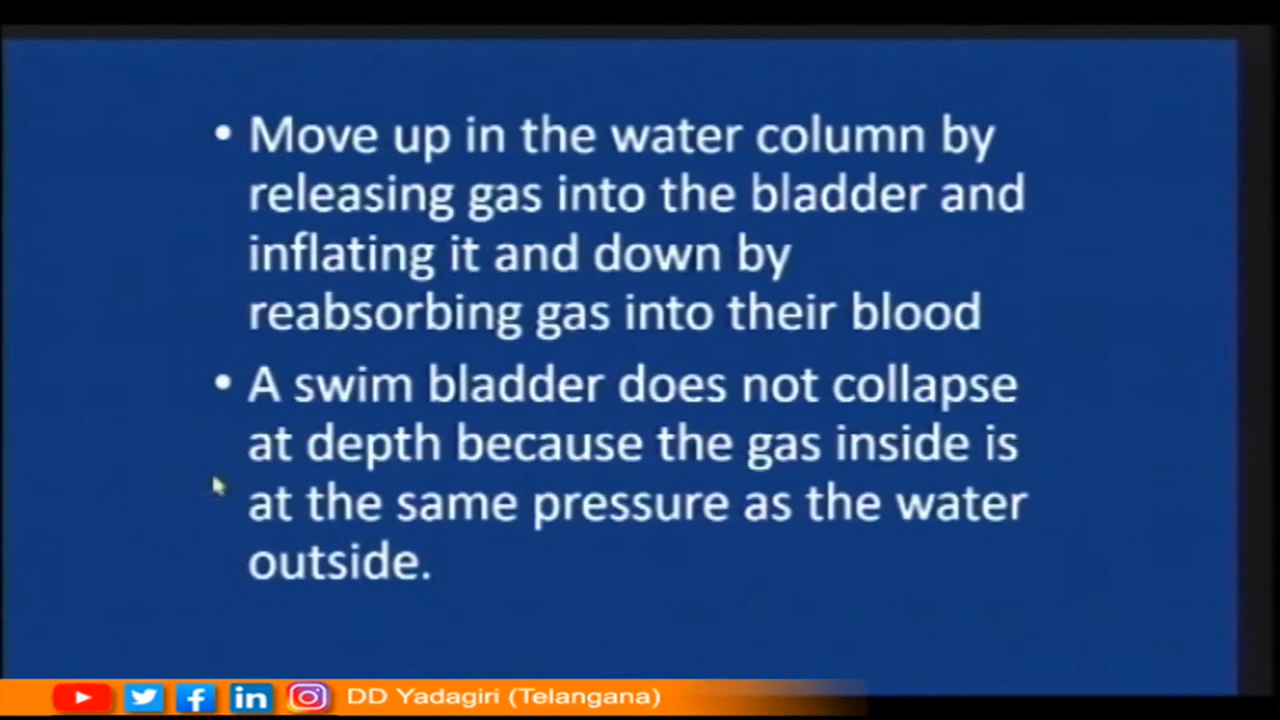 • Move up in the water column by
releasing gas into the bladder and
inflating it and down by
reabsorbing gas into their blood
• A swim bladder does not collapse
at depth because the gas inside is
at the same pressure as the water
outside.
DD Yadagiri (Telangana)